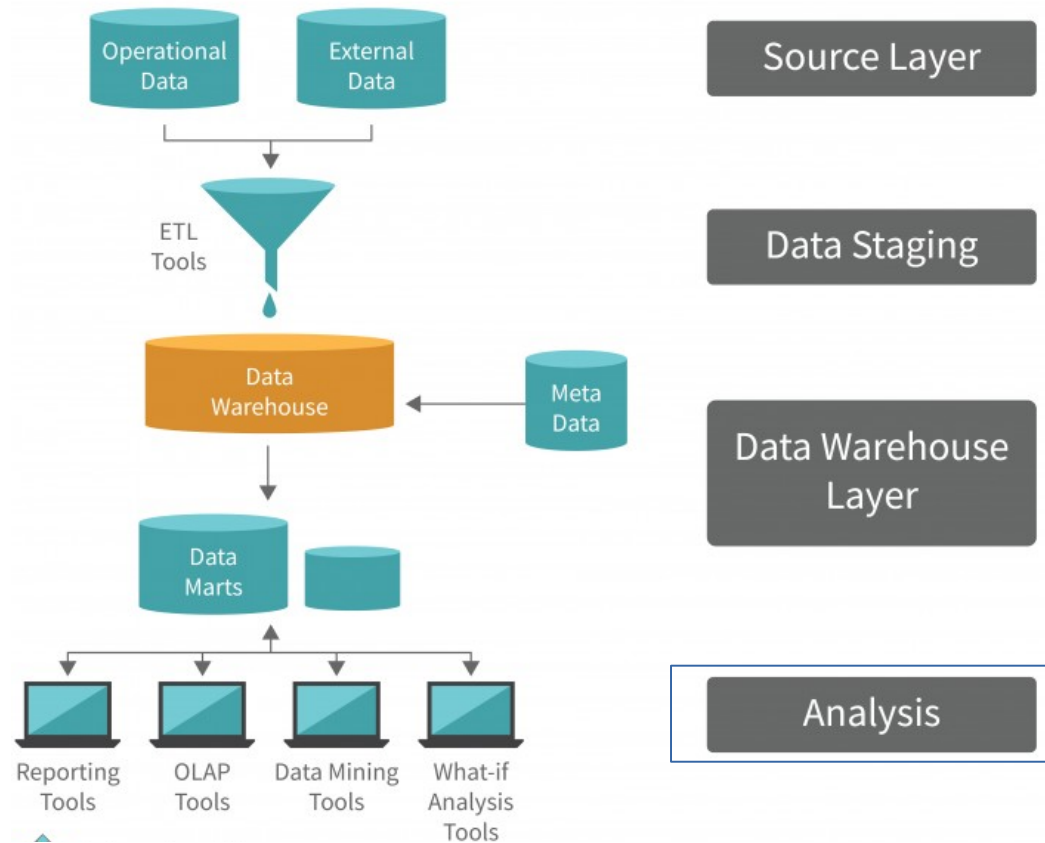 Operational
Data
External
Data
Source Layer
ETL
Tools
Data Staging
Data
Warehouse
Meta
Data
Data Warehouse
Layer
Data
Marts
Analysis
Reporting
Tools
OLAP
Tools
Data Mining
Tools
What-if
Analysis
Tools